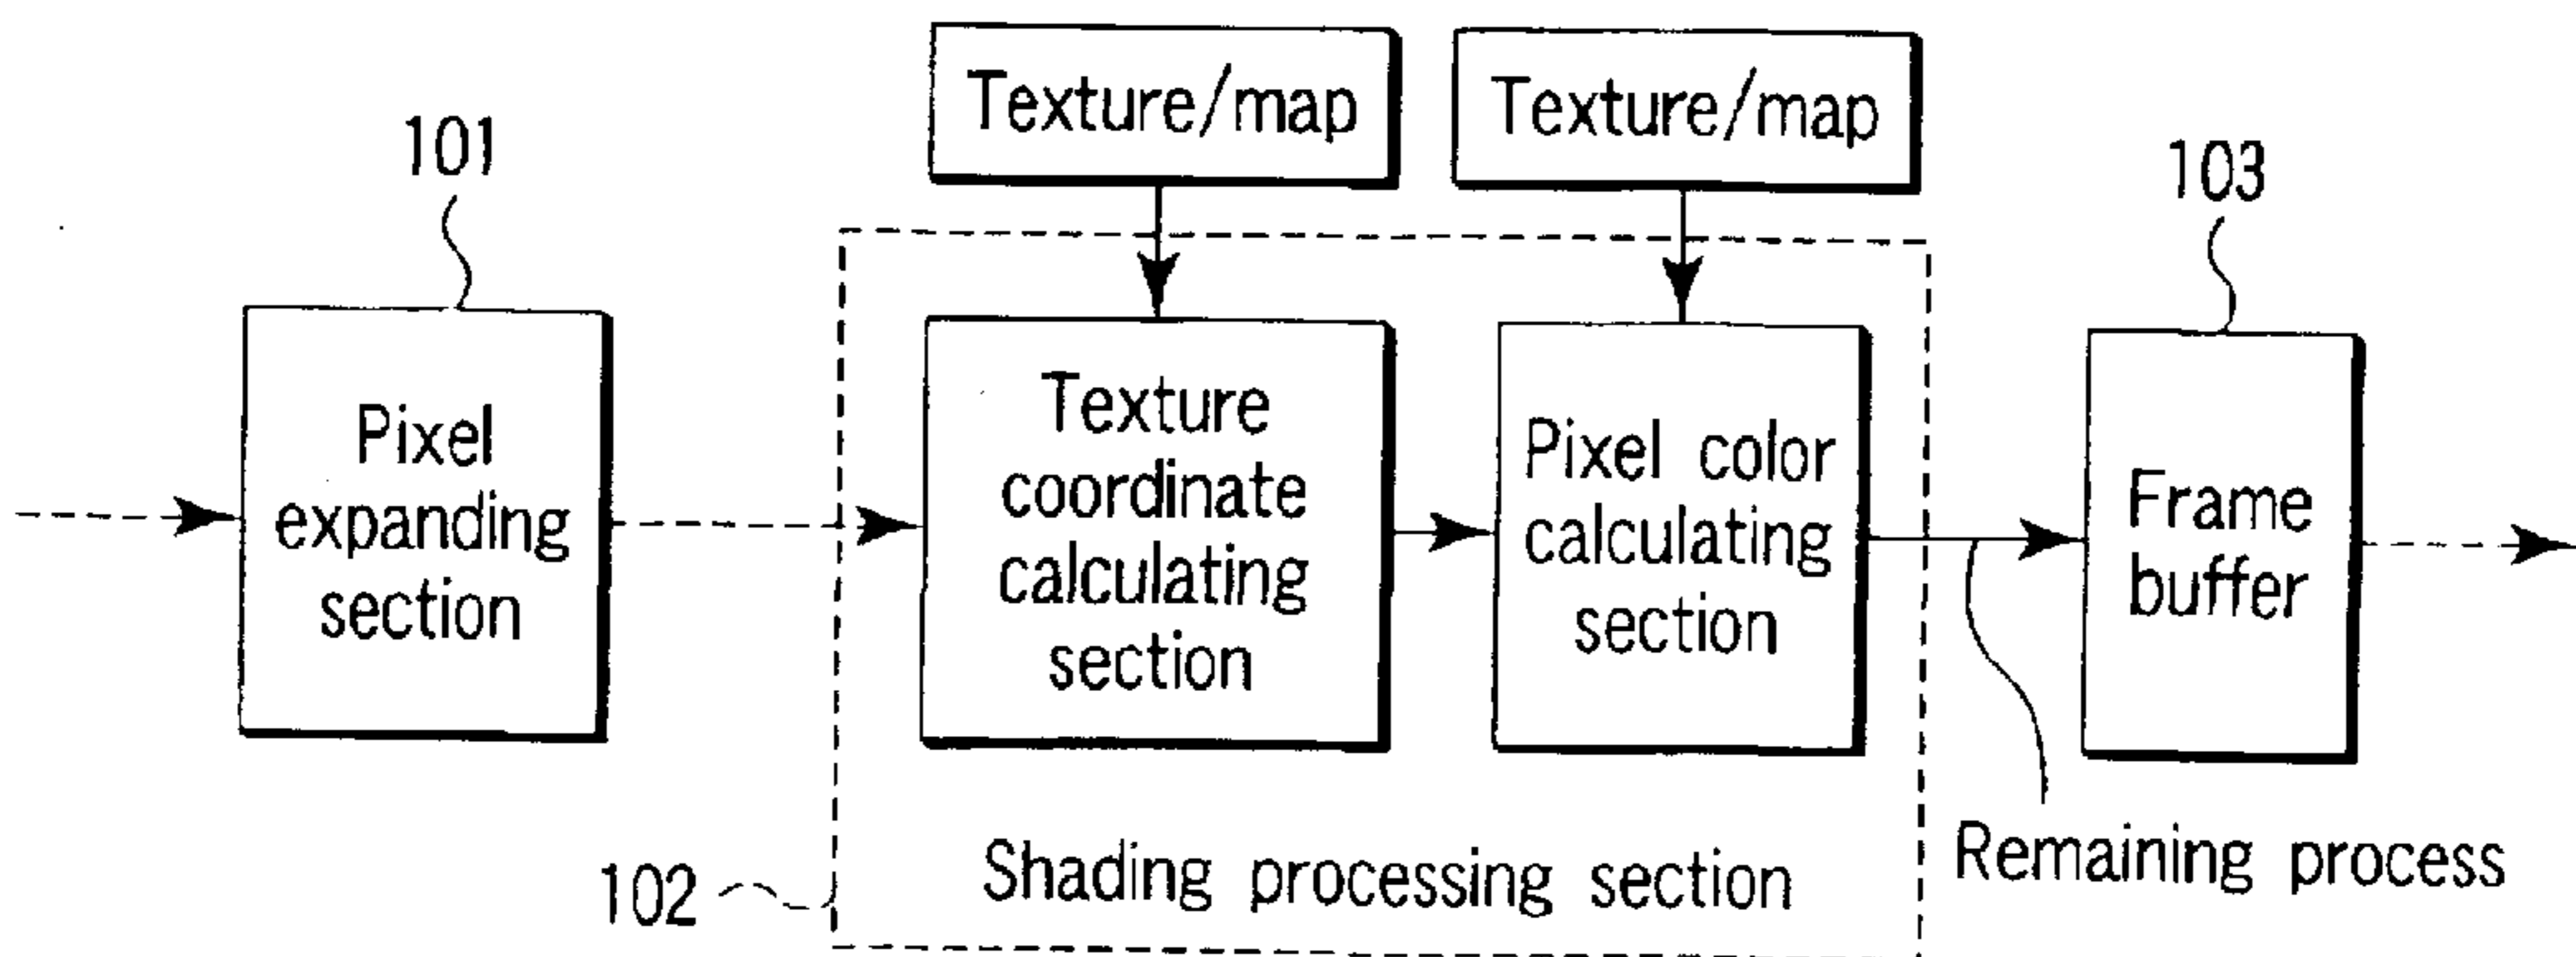 Texture/map
Texture/map
101
103
Pixel
expanding
section
Texture
coordinate
calculating
section
Pixel color
calculating
section
Frame
buffer
102
Shading processing section
Remaining process